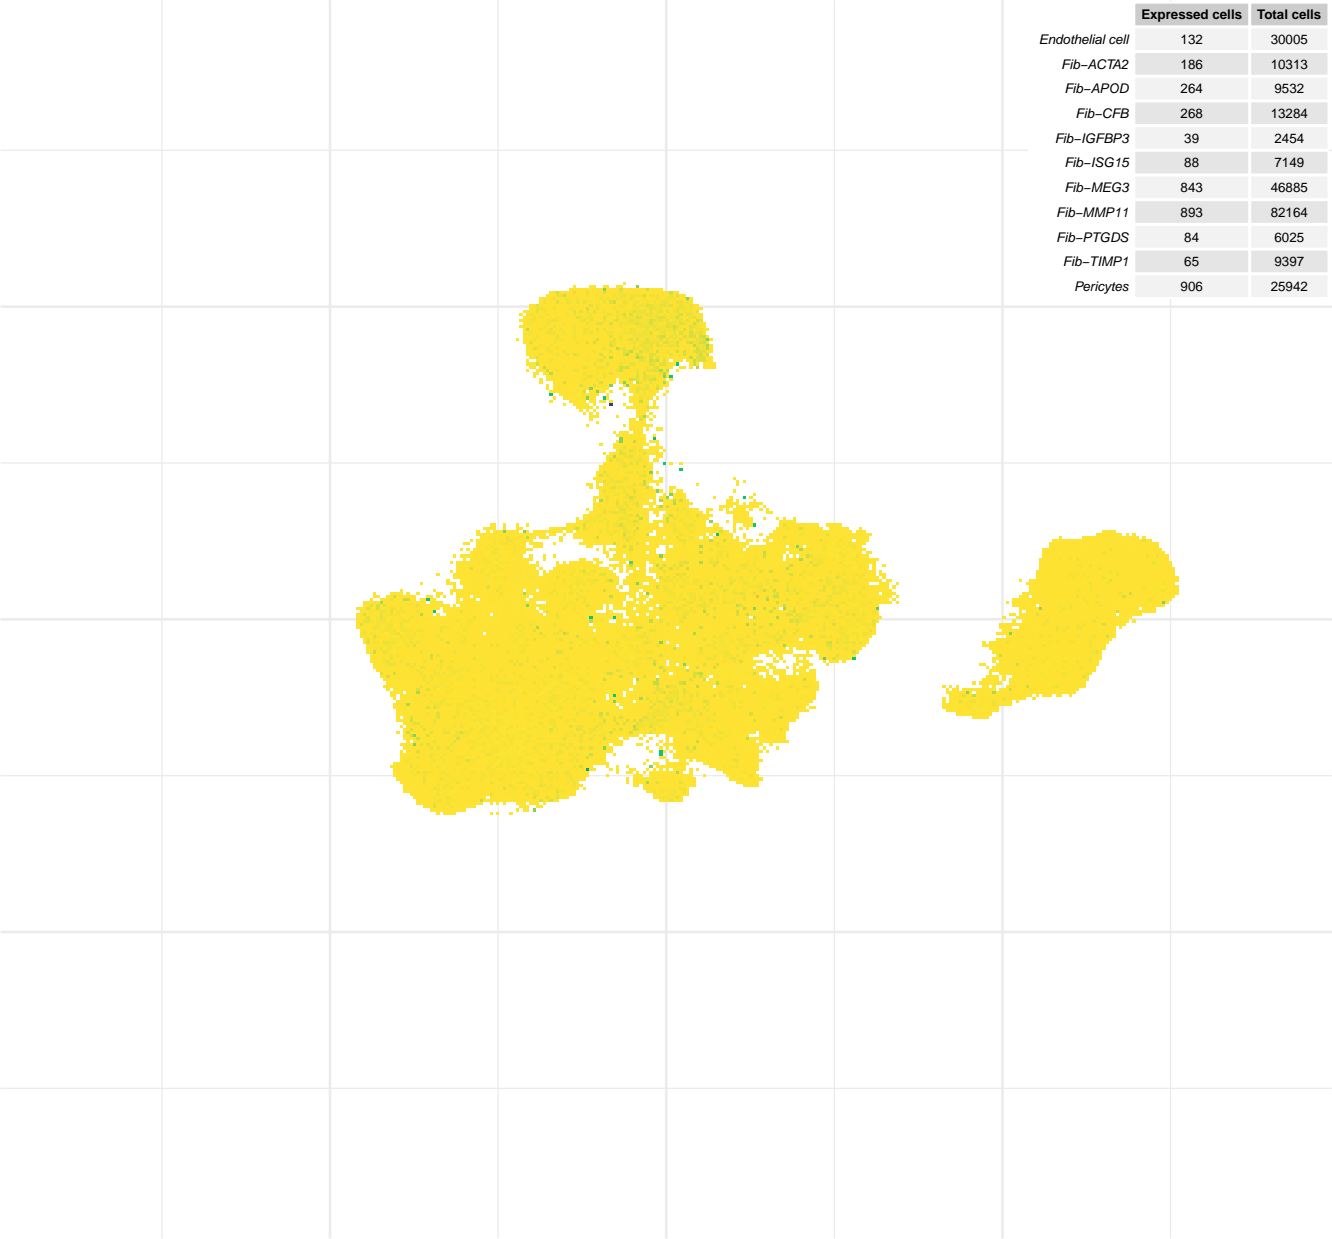 Expressed cells Total cells
Endothelial cell 132 30005
Fib−ACTA2 186 10313
Fib−APOD 264 9532
Fib−CFB 268 13284
Fib−IGFBP3 39 2454
Fib−ISG15 88 7149
Fib−MEG3 843 46885
Fib−MMP11 893 82164
Fib−PTGDS 84 6025
Fib−TIMP1 65 9397
Pericytes 906 25942